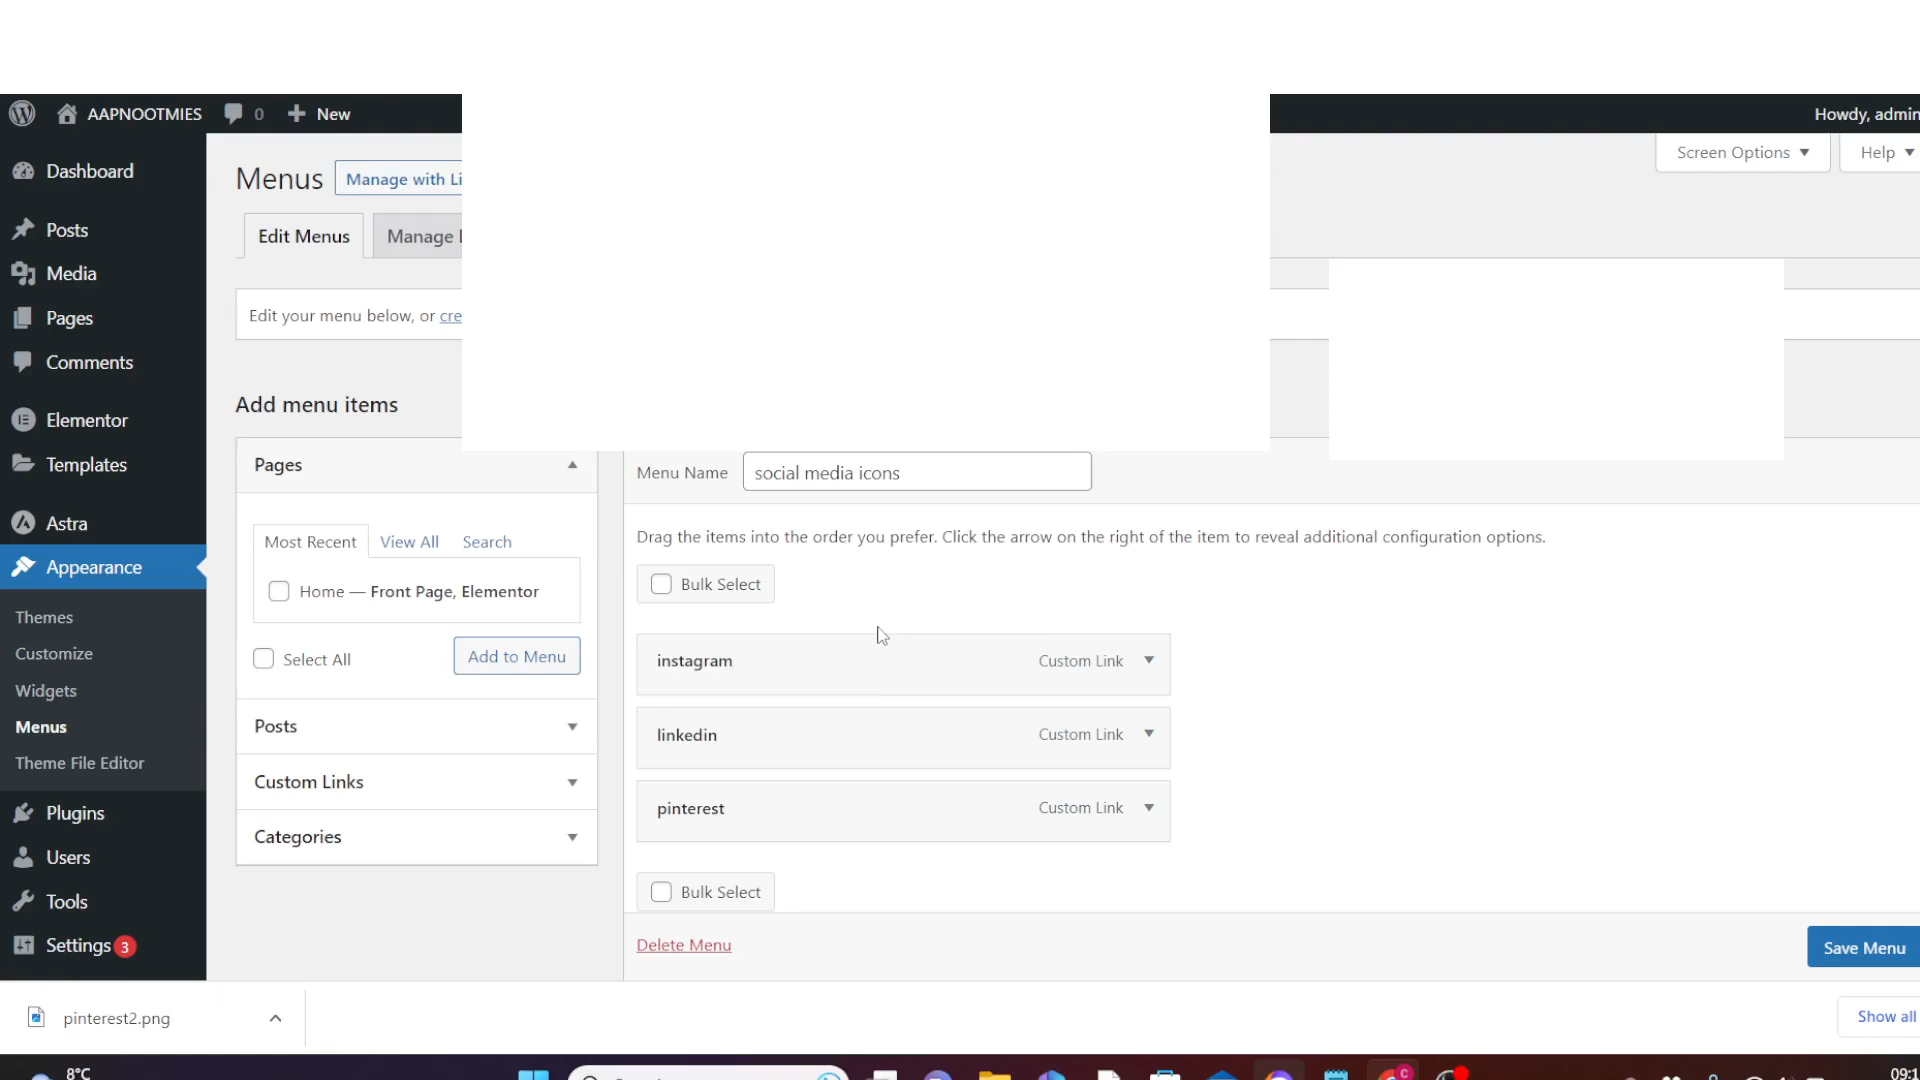 AAPNOOTMIES 0 New Howdy, admin
Screen Options Help
Menus Manage with Li
Edit Menus Manage
Edit your menu below, or cre
Dashboard
Posts
Media
Pages
Comments
Elementor
Templates
Astra
Appearance
Themes
Customize
Widgets
Menus
Theme File Editor
Plugins
Users
Tools
Settings 3
Add menu items
Pages
Most Recent View All Search
Home — Front Page, Elementor
Select All Add to Menu
Posts
Custom Links
Categories
Menu Name social media icons
Drag the items into the order you prefer. Click the arrow on the right of the item to reveal additional configuration options.
Bulk Select
instagram Custom Link
linkedin Custom Link
pinterest Custom Link
Bulk Select
Delete Menu Save Menu
pinterest2.png Show all
8°C 09:1